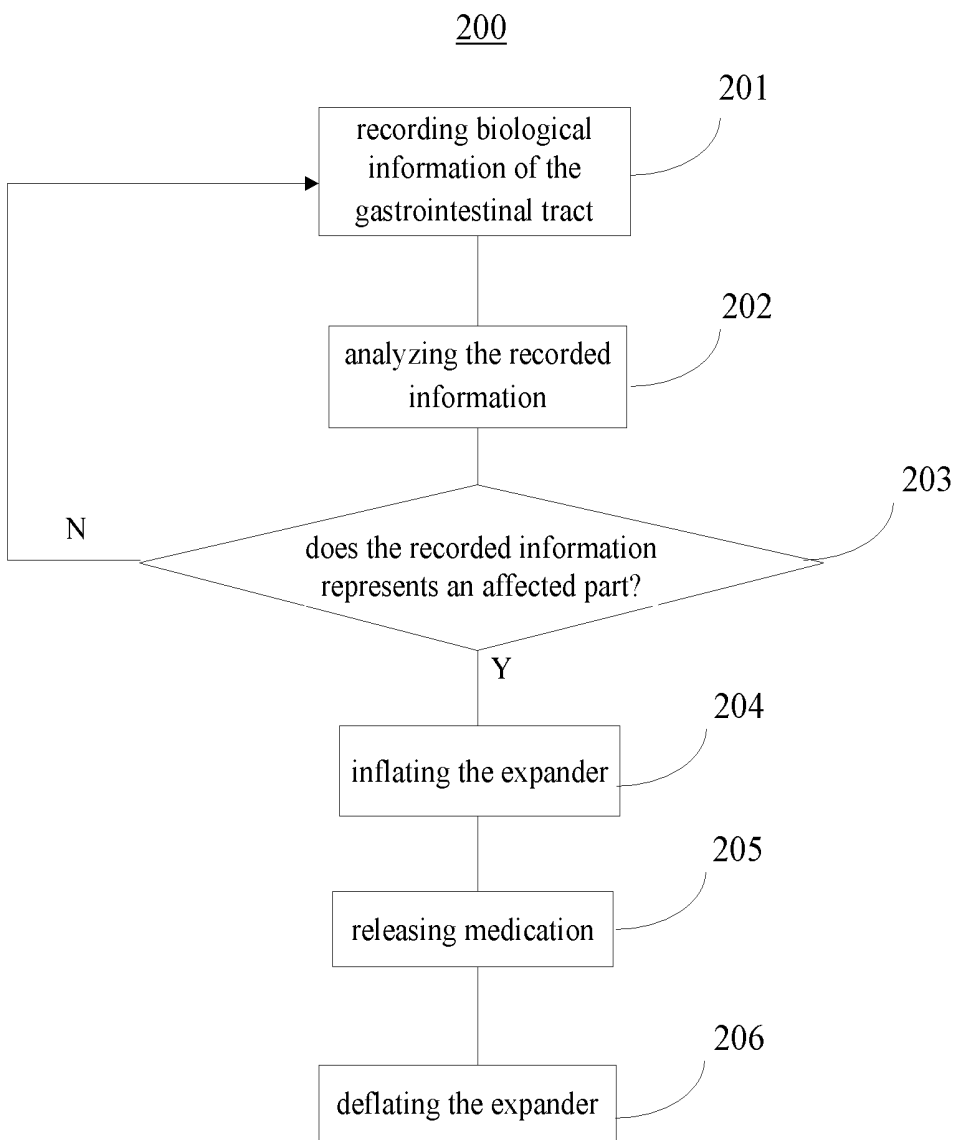 200
201
recording biological
information of the
gastrointestinal tract
202
analyzing the recorded
information
203
N
does the recorded information
represents an affected part?
Y
204
inflating the expander
205
releasing medication
206
deflating the expander